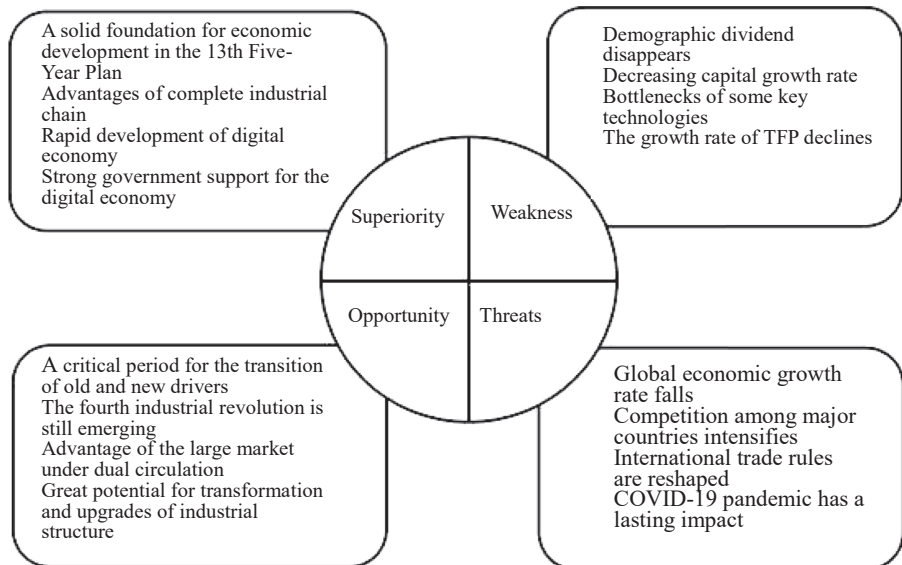 A solid foundation for economic
development in the 13th Five-
Year Plan
Advantages of complete industrial
chain
Rapid development of digital
economy
Strong government support for the
digital economy
Demographic dividend
disappears
Decreasing capital growth rate
Bottlenecks of some key
technologies
The growth rate of TFP declines
Superiority
Weakness
Opportunity
Threats
A critical period for the transition
of old and new drivers
The fourth industrial revolution is
still emerging
Advantage of the large market
under dual circulation
Great potential for transformation
and upgrades of industrial
structure
Global economic growth
rate falls
Competition among major
countries intensifies
International trade rules
are reshaped
COVID-19 pandemic has a
lasting impact